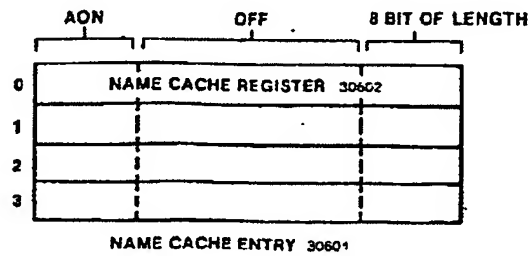 AON OFF 8 BIT OF LENGTH
0 NAME CACHE REGISTER 30602
1
2
3
NAME CACHE ENTRY 30601